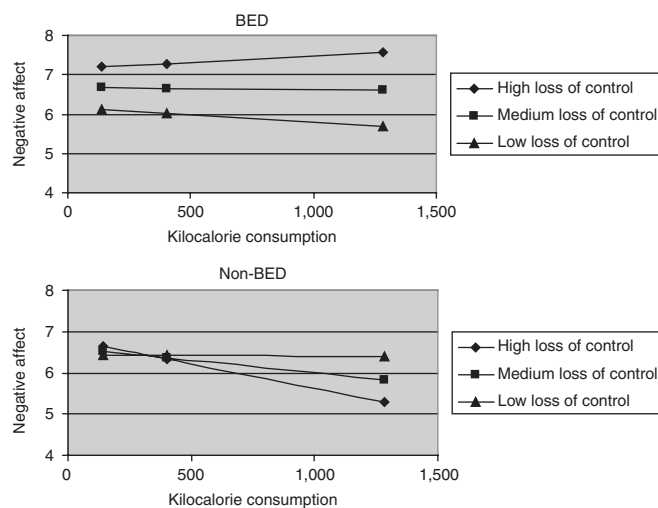 BED
8
7
6
5
4
Negative affect
0 500 1,000 1,500
Kilocalorie consumption
High loss of control
Medium loss of control
Low loss of control
Non-BED
8
7
6
5
4
Negative affect
0 500 1,000 1,500
Kilocalorie consumption
High loss of control
Medium loss of control
Low loss of control